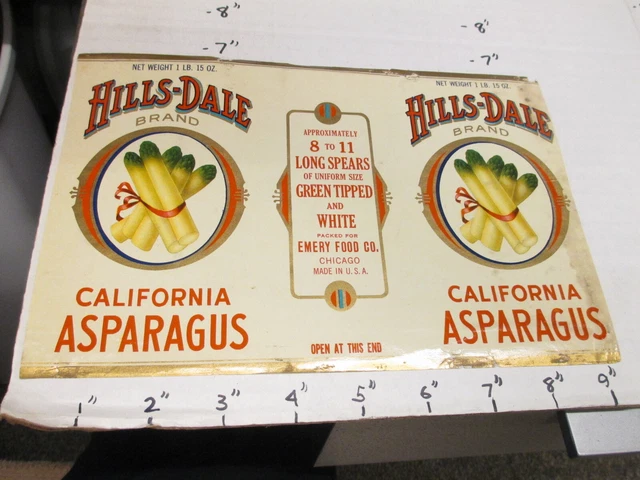 -8"
-7"
-8"
-7"
NET WEIGHT 1 LB. 15 OZ.
HILLS-DALE
BRAND
CALIFORNIA
ASPARAGUS
APPROXIMATELY
8 TO 11
LONG SPEARS
OF UNIFORM SIZE
GREEN TIPPED
AND
WHITE
PACKED FOR
EMERY FOOD CO.
CHICAGO
MADE IN U.S.A.
OPEN AT THIS END
NET WEIGHT 1 LB. 15 OZ.
HILLS-DALE
BRAND
CALIFORNIA
ASPARAGUS
1" 2" 3" 4" 5" 6" 7" 8" 9"